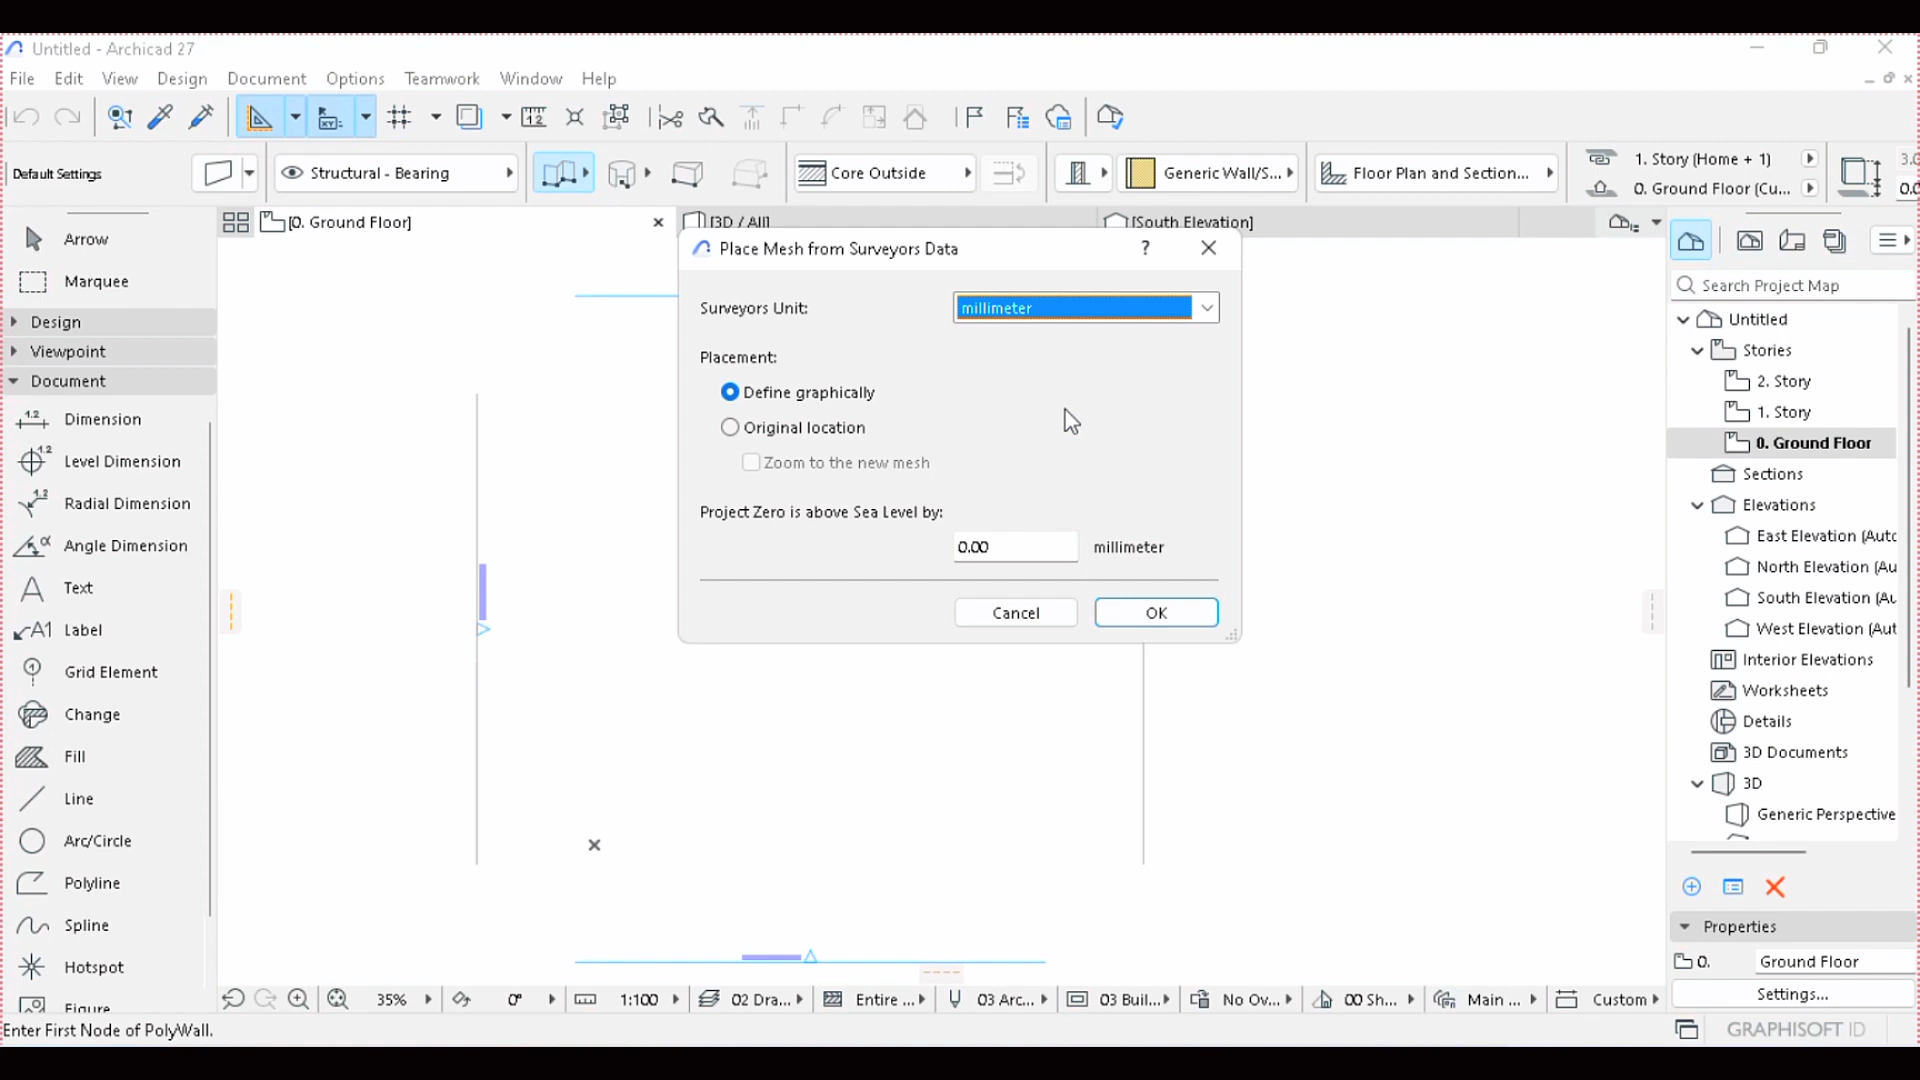 Untitled - Archicad 27
File Edit View Design Document Options Teamwork Window Help
Default Settings
Structural - Bearing
Core Outside
Generic Wall/S...
Floor Plan and Section...
1. Story (Home + 1)
0. Ground Floor (Cu...
[0. Ground Floor]
[3D / All]
[South Elevation]
Arrow
Marquee
Design
Viewpoint
Document
Dimension
Level Dimension
Radial Dimension
Angle Dimension
Text
Label
Grid Element
Change
Fill
Line
Arc/Circle
Polyline
Spline
Hotspot
Figure
Place Mesh from Surveyors Data
Surveyors Unit:
millimeter
Placement:
Define graphically
Original location
Zoom to the new mesh
Project Zero is above Sea Level by:
0.00 millimeter
Cancel
OK
Search Project Map
Untitled
Stories
2. Story
1. Story
0. Ground Floor
Sections
Elevations
East Elevation (Auto
North Elevation (Au
South Elevation (Au
West Elevation (Aut
Interior Elevations
Worksheets
Details
3D Documents
3D
Generic Perspective
Properties
0. Ground Floor
Settings...
35% 0° 1:100 02 Dra... Entire ... 03 Arc... 03 Buil... No Ov... 00 Sh... Main ... Custom
Enter First Node of PolyWall.
GRAPHISOFT ID